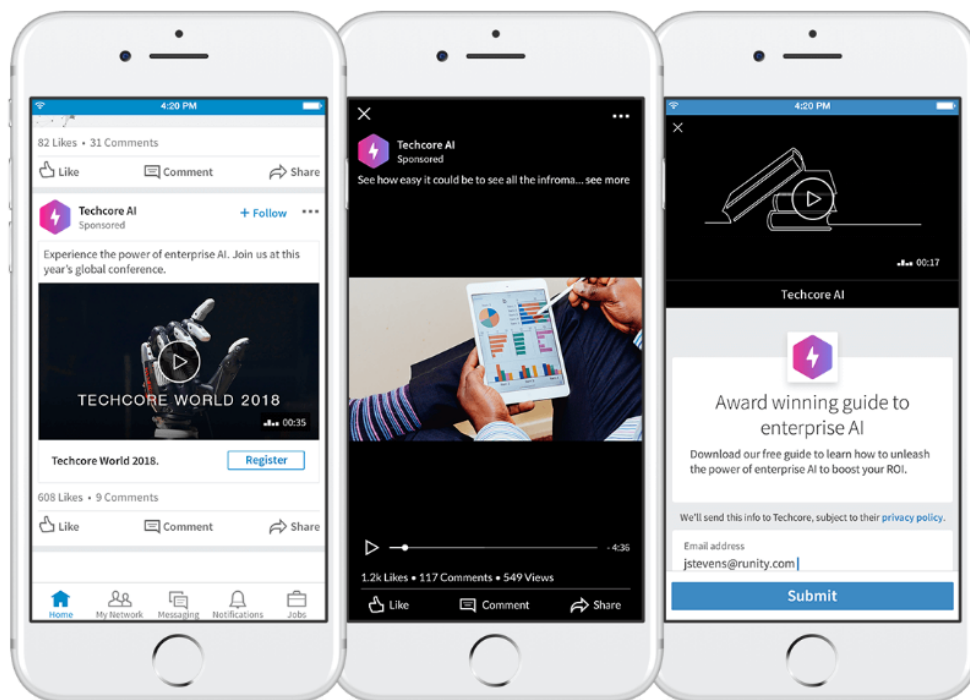 4:20 PM
82 Likes • 31 Comments
Like
Comment
Share
Techcore AI
Sponsored
+ Follow
Experience the power of enterprise AI. Join us at this
year's global conference.
TECHCORE WORLD 2018
00:35
Techcore World 2018.
Register
608 Likes • 9 Comments
Like
Comment
Share
Home
My Network
Messaging
Notifications
Jobs
Techcore AI
Sponsored
See how easy it could be to see all the infroma... see more
- 4:36
1.2k Likes • 117 Comments • 549 Views
Like
Comment
Share
4:20 PM
00:17
Techcore AI
Award winning guide to
enterprise AI
Download our free guide to learn how to unleash
the power of enterprise AI to boost your ROI.
We'll send this info to Techcore, subject to their privacy policy.
Email address
jstevens@runity.com
Submit